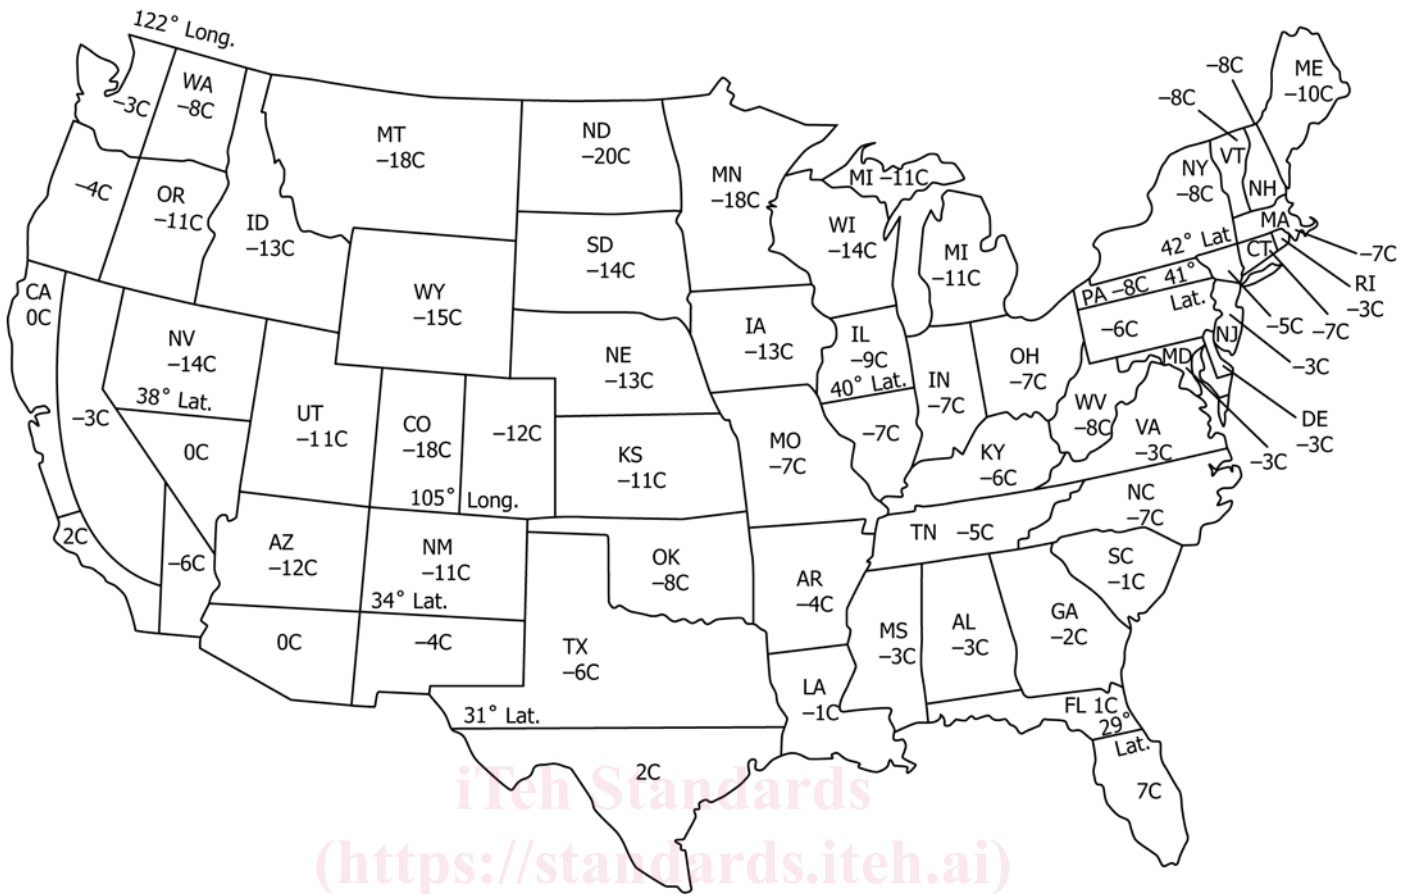 122° Long.
WA
–8C
–3C
–4C
OR
–11C
ID
–13C
MT
–18C
ND
–20C
MN
–18C
SD
–14C
WY
–15C
WI
–14C
MI –11C
MI
–11C
–8C
–8C
ME
–10C
VT
NY
–8C
NH
MA
42° Lat
CT
–7C
RI
–3C
–7C
–5C
PA –8C 41°
Lat.
–6C
NJ
–3C
MD
DE
–3C
–3C
CA
0C
NV
–14C
38° Lat.
0C
–3C
2C
–6C
UT
–11C
CO
–18C
–12C
105° Long.
NE
–13C
KS
–11C
IA
–13C
IL
–9C
40° Lat.
–7C
IN
–7C
OH
–7C
WV
–8C
VA
–3C
KY
–6C
MO
–7C
NC
–7C
TN –5C
SC
–1C
AZ
–12C
0C
NM
–11C
34° Lat.
–4C
OK
–8C
AR
–4C
MS
–3C
AL
–3C
GA
–2C
TX
–6C
31° Lat.
2C
LA
–1C
FL 1C
29°
Lat.
7C
iTeh Standards
(https://standards.iteh.ai)